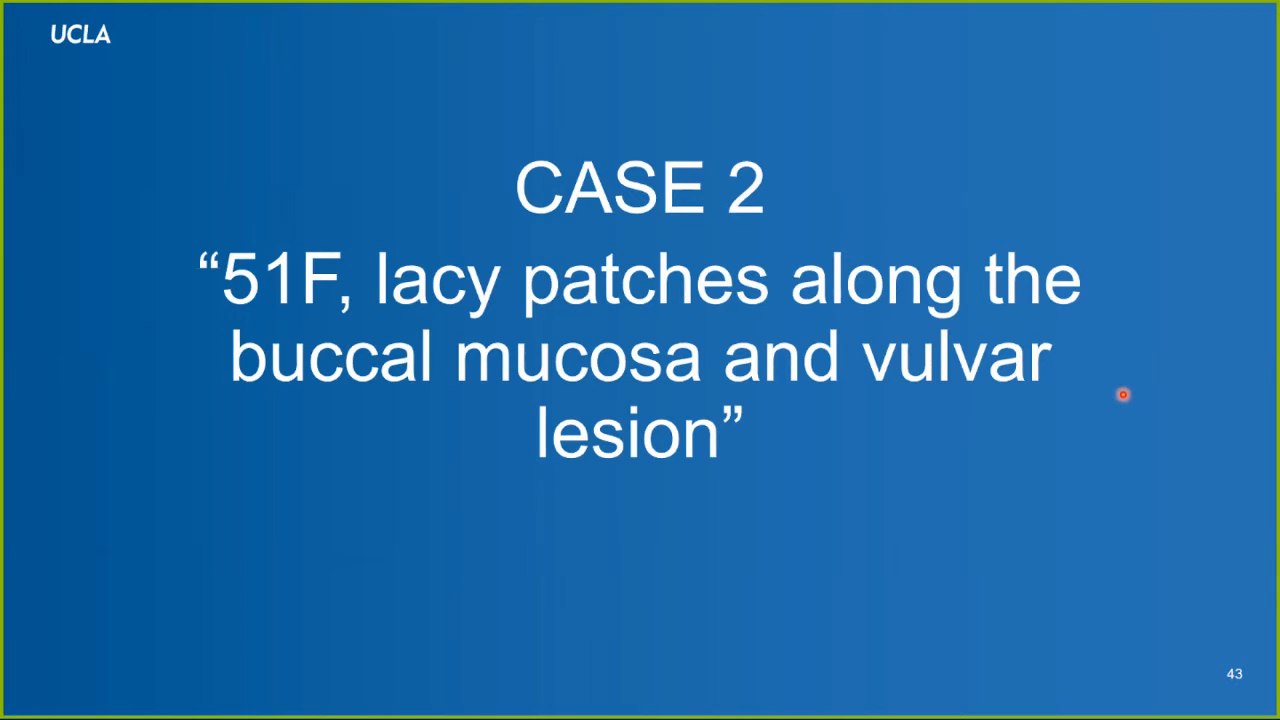 UCLA
CASE 2
“51F, lacy patches along the
buccal mucosa and vulvar
lesion”
43